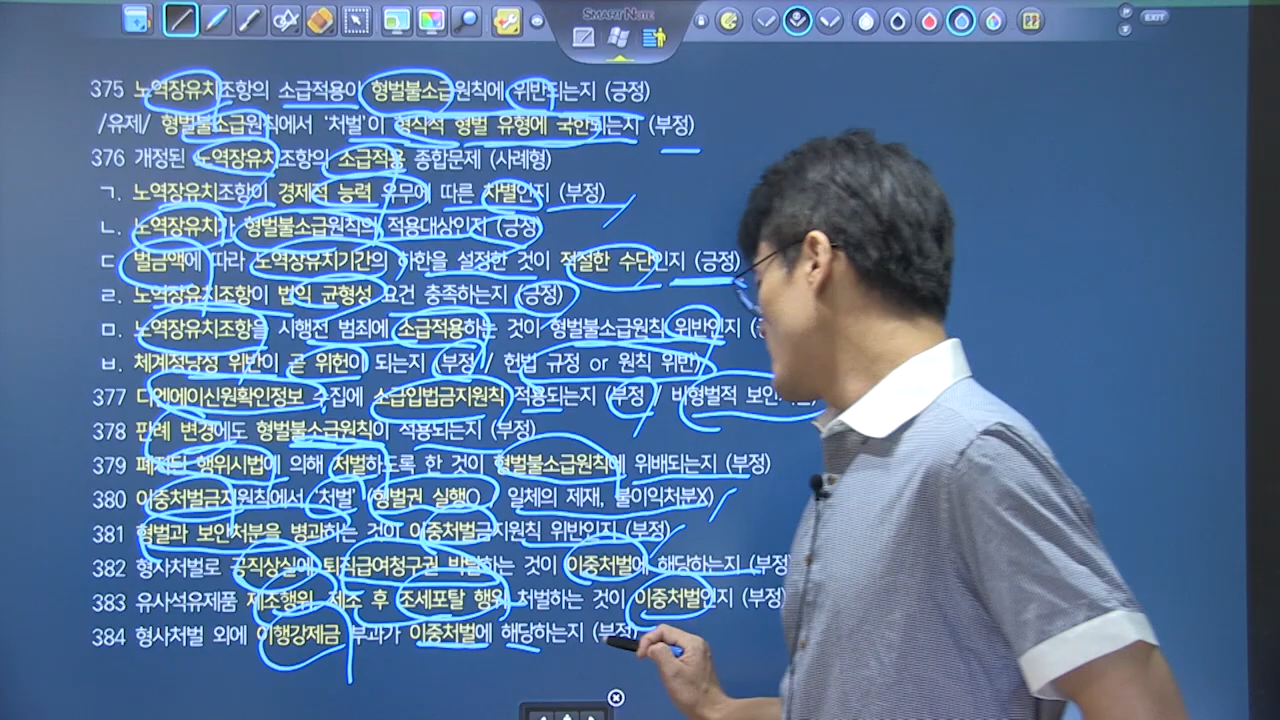 SMARTNOTE
EXIT
375 노역장유치조항의 소급적용이 형벌불소급원칙에 위반되는지 (긍정)
/유제/ 형벌불소급원칙에서 '처벌'이 형식적 형벌 유형에 국한되는지 (부정)
376 개정된 노역장유치조항의 소급적용 종합문제 (사례형)
ㄱ. 노역장유치조항이 경제적 능력 유무에 따른 차별인지 (부정)
ㄴ. 노역장유치가 형벌불소급원칙의 적용대상인지 (긍정)
ㄷ 벌금액에 따라 노역장유치기간의 하한을 설정한 것이 적절한 수단인지 (긍정)
ㄹ. 노역장유치조항이 법익 균형성 요건 충족하는지 (긍정)
ㅁ. 노역장유치조항을 시행전 범죄에 소급적용하는 것이 형벌불소급원칙 위반인지
ㅂ. 체계정당성 위반이 곧 위헌이 되는지 (부정 / 헌법 규정 or 원칙 위반)
377 디엔에이신원확인정보 수집에 소급입법금지원칙 적용되는지 (부정 / 비형벌적
378 판례 변경에도 형벌불소급원칙이 적용되는지 (부정)
379 폐지된 행위시법에 의해 처벌하도록 한 것이 형벌불소급원칙에 위배되는지 (부정)
380 이중처벌금지원칙에서 '처벌' (형벌권 실행O / 일체의 제재, 불이익처분X)
381 형벌과 보안처분을 병과하는 것이 이중처벌금지원칙 위반인지 (부정)
382 형사처벌로 공직상실에 퇴직급여청구권 박탈하는 것이 이중처벌에 해당하는지 (부정)
383 유사석유제품 제조행위, 제조 후 조세포탈 행위 처벌하는 것이 이중처벌인지 (부정)
384 형사처벌 외에 이행강제금 부과가 이중처벌에 해당하는지 (부정)